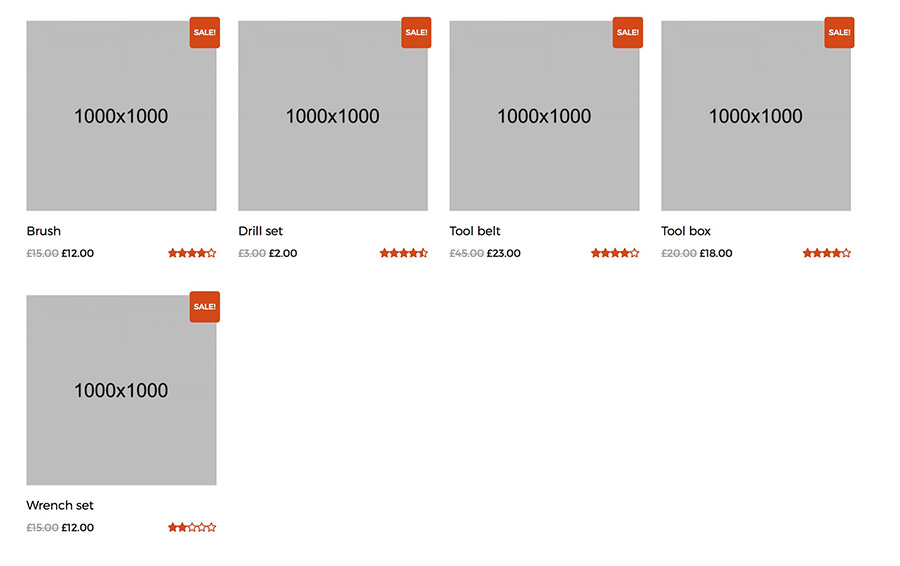 SALE! SALE! SALE! SALE!
1000x1000 1000x1000 1000x1000 1000x1000
Brush Drill set Tool belt Tool box
£15.00 £12.00 £3.00 £2.00 £45.00 £23.00 £20.00 £18.00
SALE!
1000x1000
Wrench set
£15.00 £12.00